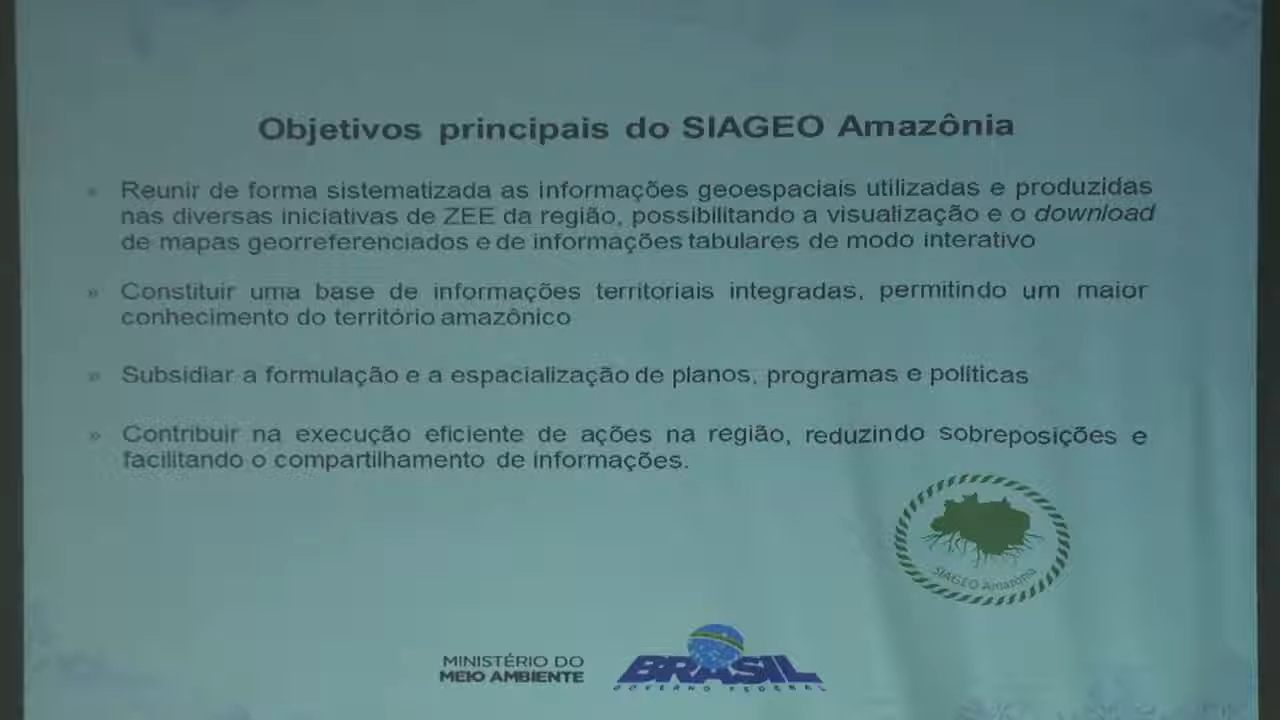 Objetivos principais do SIAGEO Amazônia
» Reunir de forma sistematizada as informações geoespaciais utilizadas e produzidas
nas diversas iniciativas de ZEE da região, possibilitando a visualização e o download
de mapas georreferenciados e de informações tabulares de modo interativo
» Constituir uma base de informações territoriais integradas, permitindo um maior
conhecimento do território amazônico
» Subsidiar a formulação e a espacialização de planos, programas e políticas
» Contribuir na execução eficiente de ações na região, reduzindo sobreposições e
facilitando o compartilhamento de informações.
SIAGEO Amazônia
MINISTÉRIO DO
MEIO AMBIENTE
BRASIL
GOVERNO FEDERAL